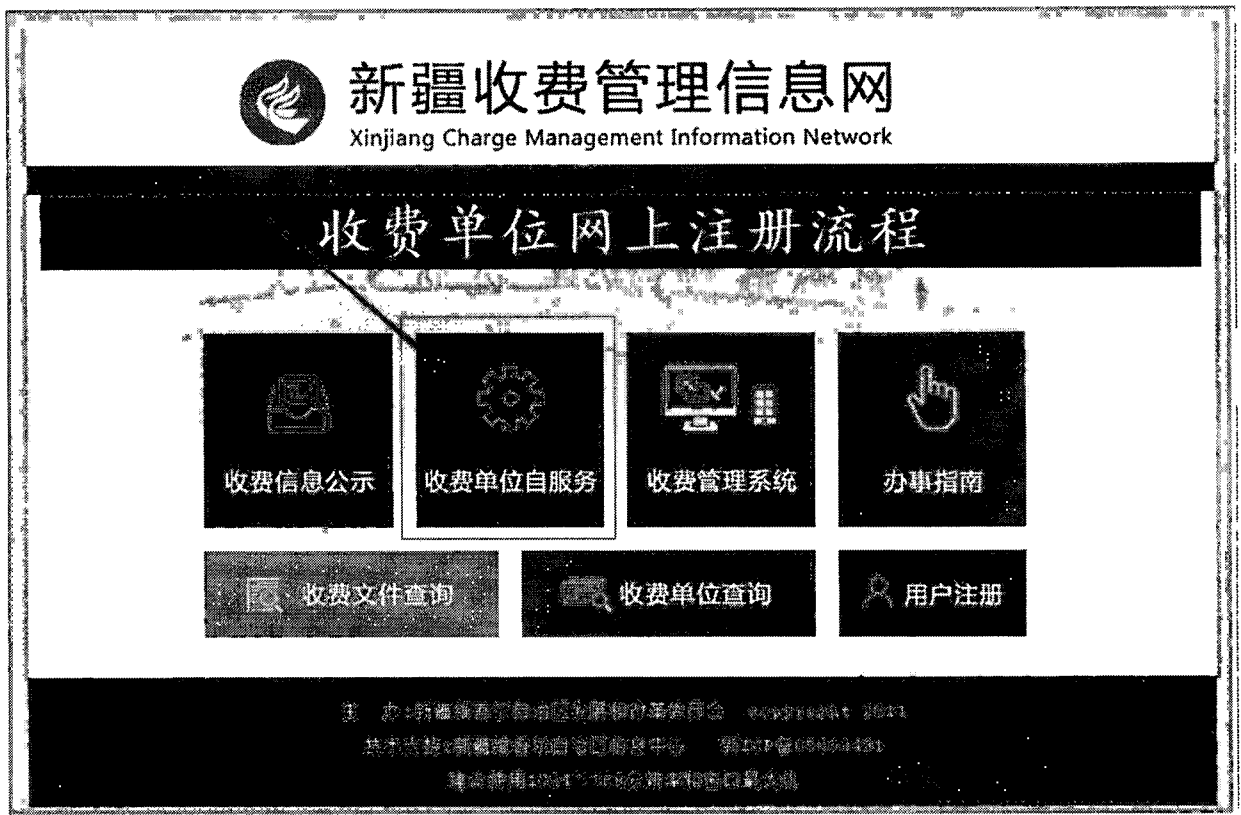 新疆收费管理信息网
Xinjiang Charge Management Information Network
收费单位网上注册流程
收费信息公示
收费单位自服务
收费管理系统
办事指南
收费文件查询
收费单位查询
用户注册